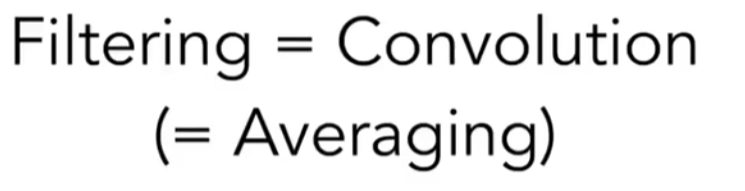 Filtering = Convolution
(= Averaging)